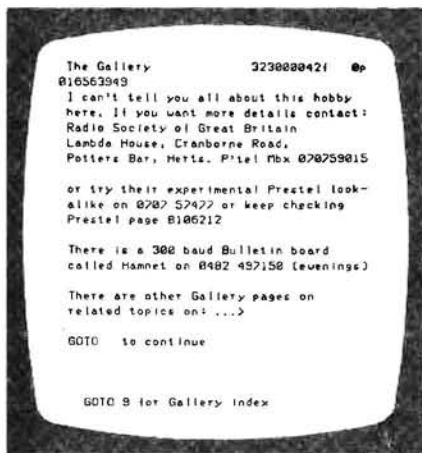 The Gallery 323000042f 0p
016563949
I can't tell you all about this hobby
here. If you want more details contact:
Radio Society of Great Britain
Lambda House, Cranborne Road,
Potters Bar, Herts. P'tel Mbx 070759015
or try their experimental Prestel look-
alike on 0707 52477 or keep checking
Prestel page 8106212
There is a 300 baud Bulletin board
called Hamnet on 0482 497150 (evenings)
There are other Gallery pages on
related topics on: ...>
GOTO to continue
GOTO 9 for Gallery index